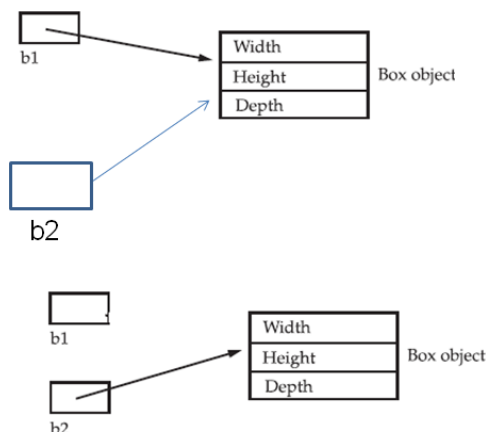 b1
Width
Height
Depth
Box object
b2
b1
Width
Height
Depth
Box object
b2